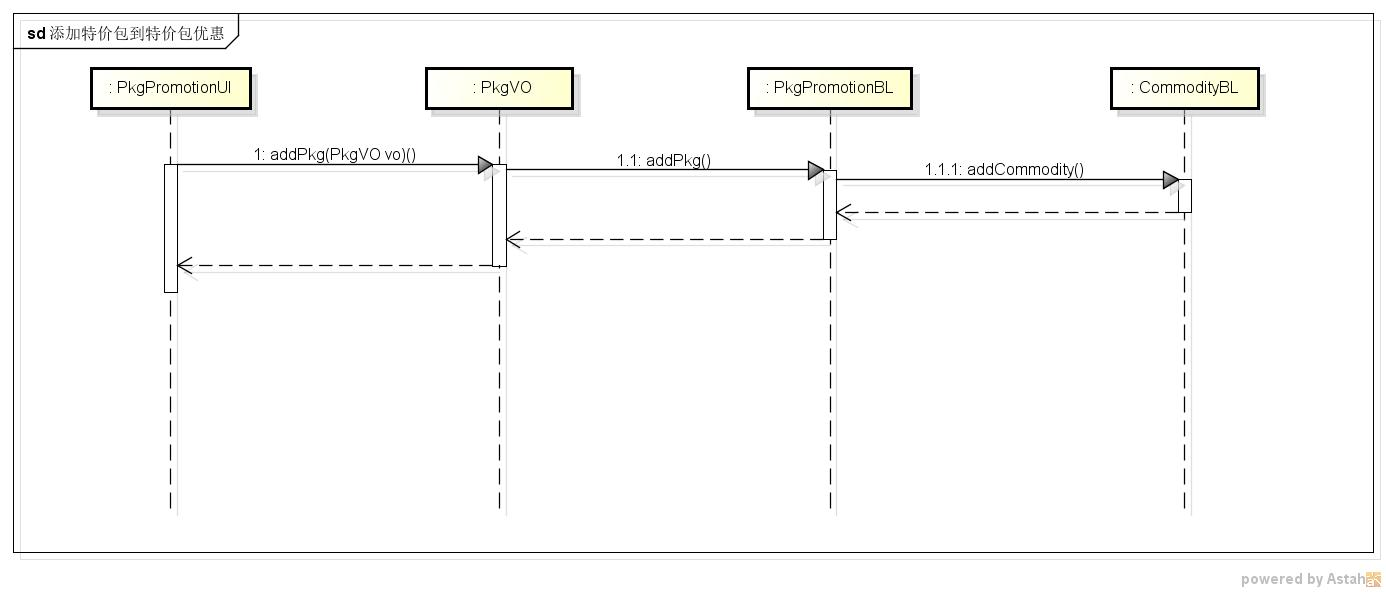 sd 添加特价包到特价包优惠
: PkgPromotionUI
: PkgVO
: PkgPromotionBL
: CommodityBL
1: addPkg(PkgVO vo)()
1.1: addPkg()
1.1.1: addCommodity()
powered by Astah